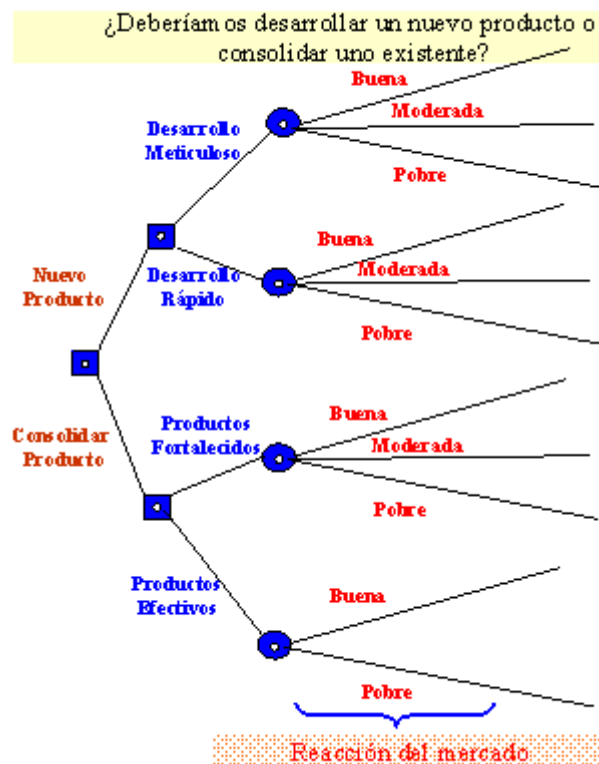 ¿Deberíamos desarrollar un nuevo producto o
consolidar uno existente?
Buena
Moderada
Desarrollo
Meticuloso
Pobre
Buena
Moderada
Nuevo
Producto
Desarrollo
Rápido
Pobre
Buena
Moderada
Consolidar
Producto
Productos
Fortalecidos
Pobre
Buena
Productos
Efectivos
Pobre
Reacción del mercado